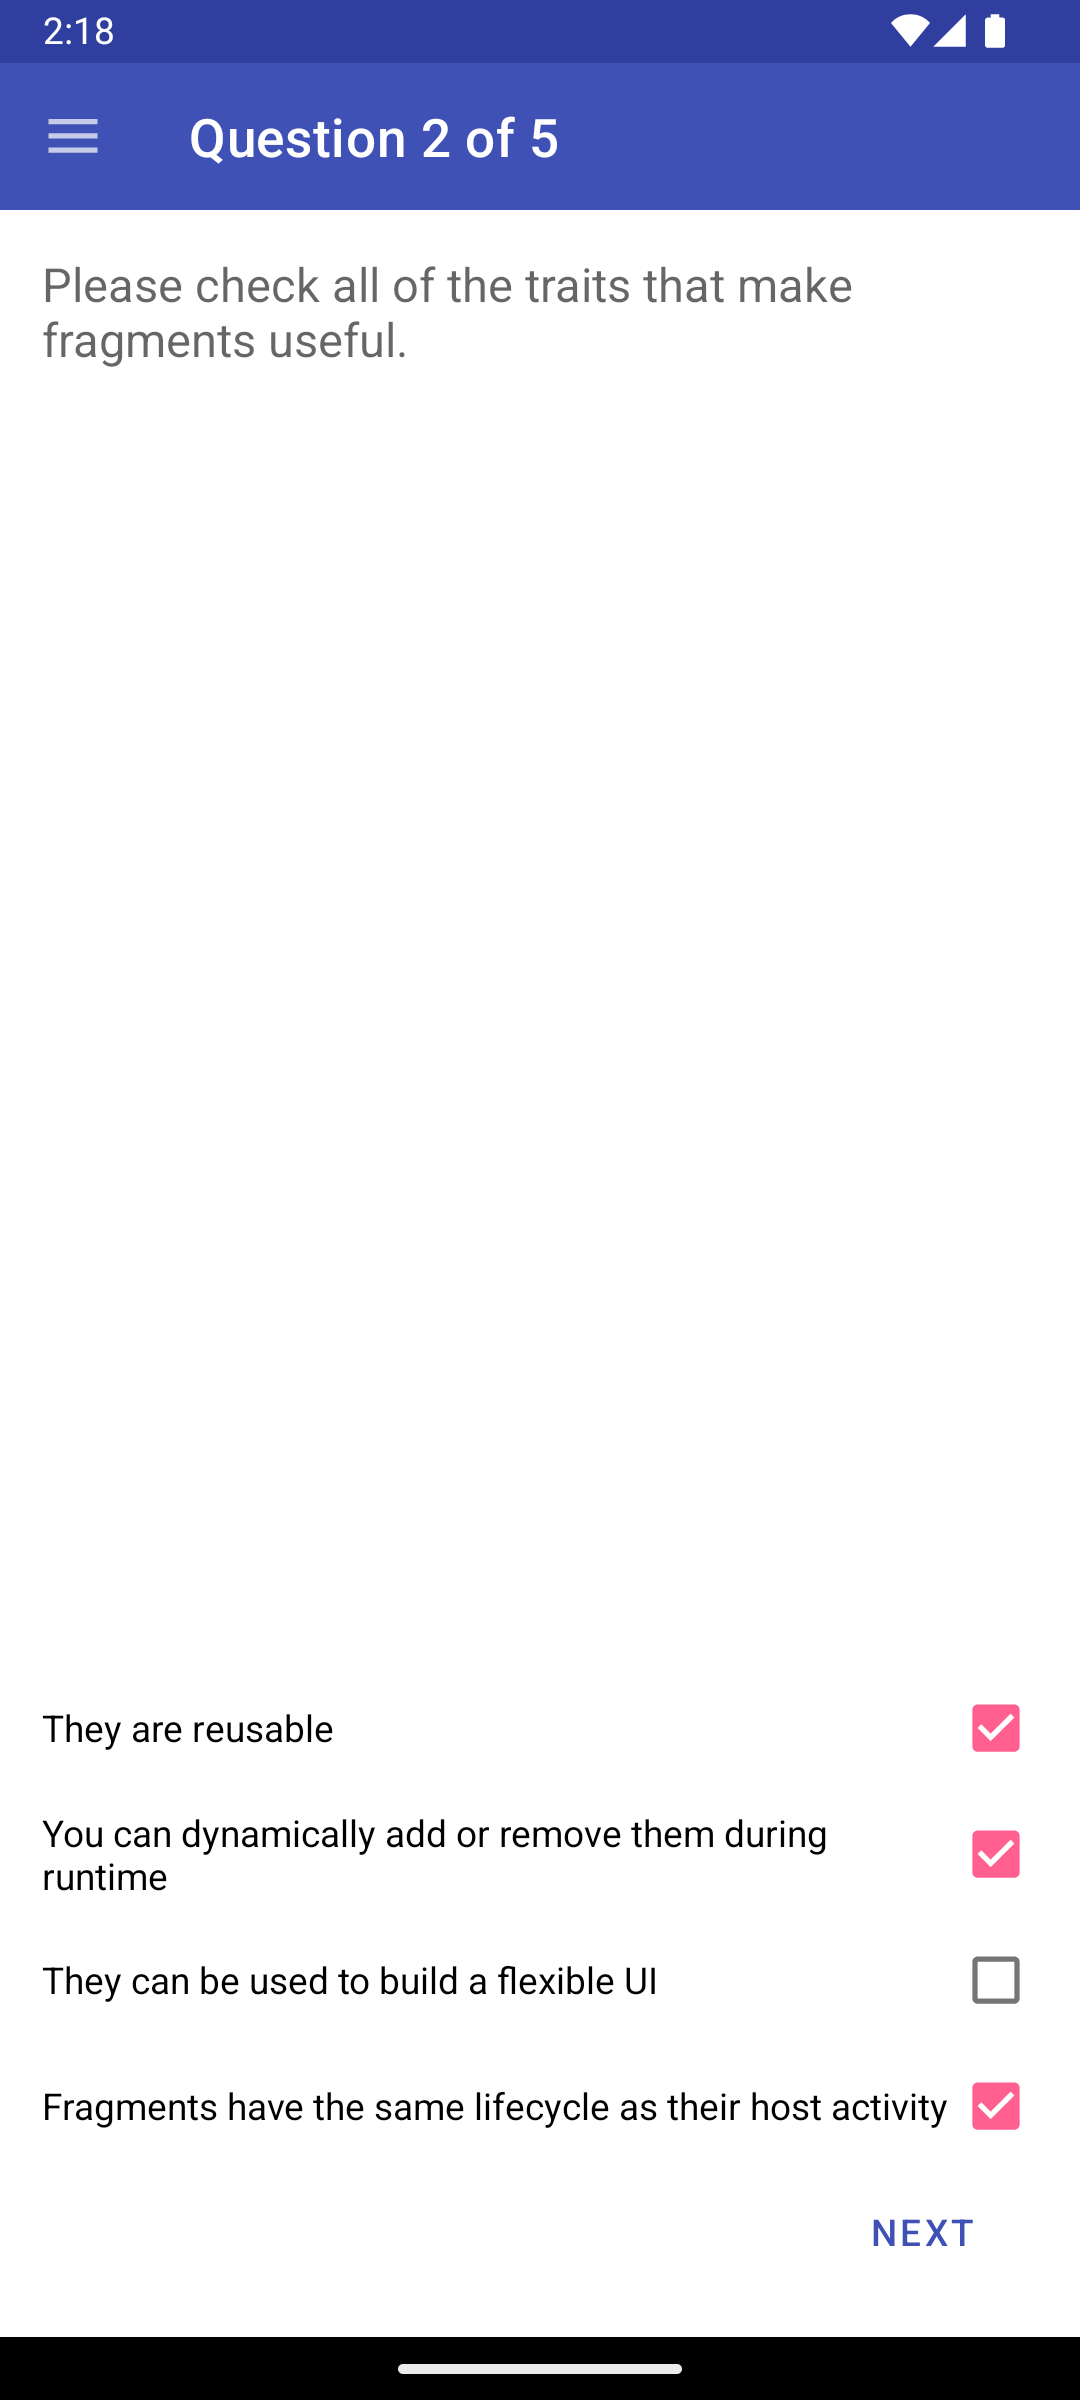 2:18
Question 2 of 5
Please check all of the traits that make
fragments useful.
They are reusable
You can dynamically add or remove them during
runtime
They can be used to build a flexible UI
Fragments have the same lifecycle as their host activity
NEXT